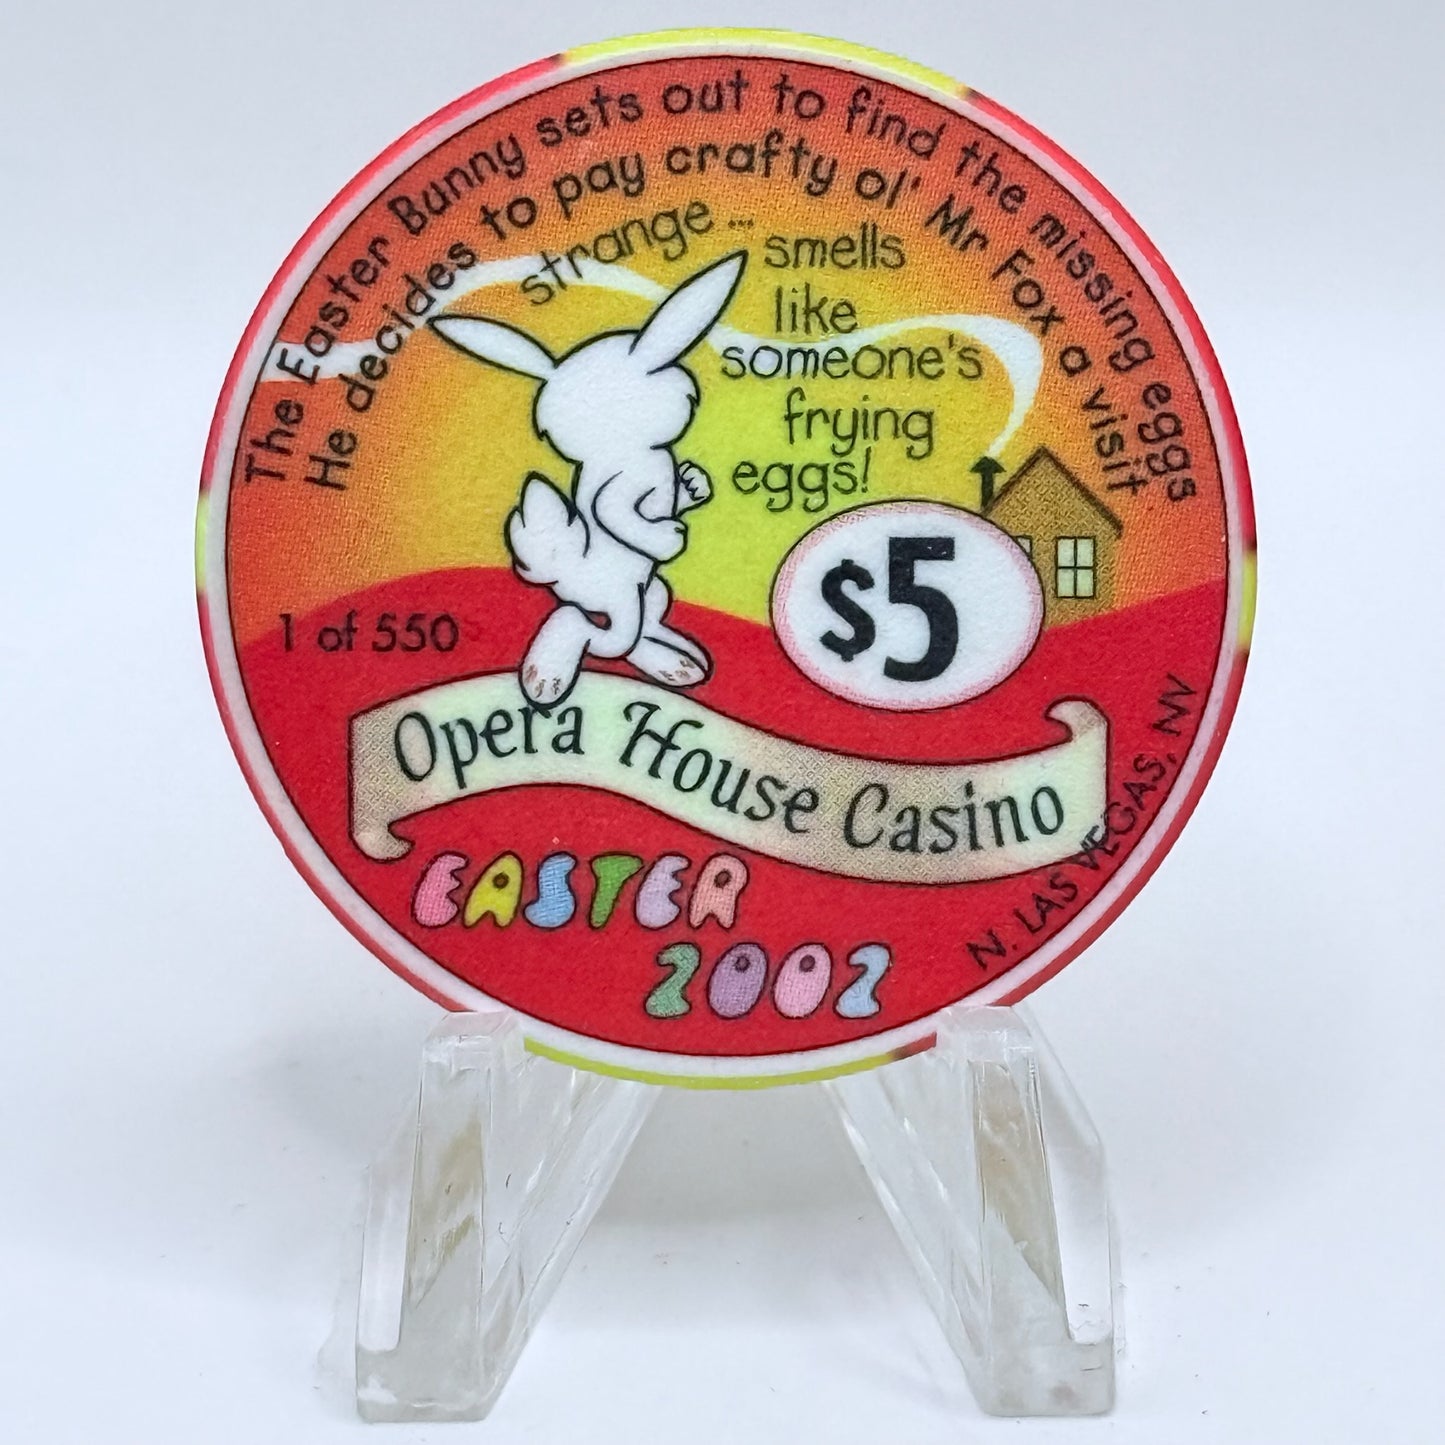 The Easter Bunny sets out to find the missing eggs
He decides to pay crafty ol' Mr Fox a visit
strange ... smells
like
someone's
frying
eggs!
$5
1 of 550
Opera House Casino
N. LAS VEGAS, NV
EASTER
2002